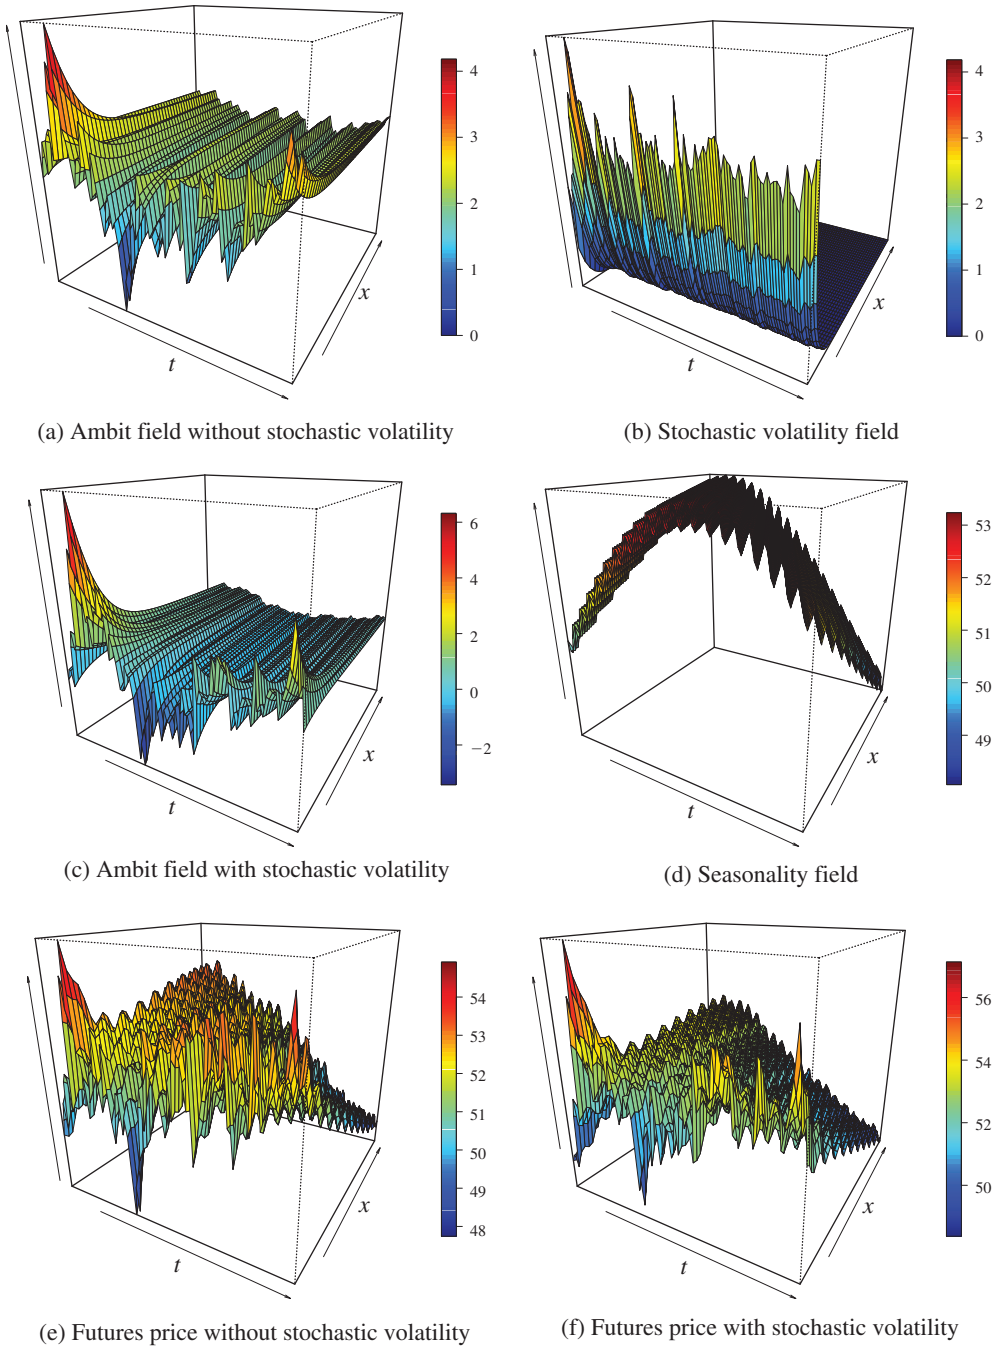 4
3
2
1
0
t
x
(a) Ambit field without stochastic volatility
4
3
2
1
0
t
x
(b) Stochastic volatility field
6
4
2
0
−2
t
x
(c) Ambit field with stochastic volatility
53
52
51
50
49
t
x
(d) Seasonality field
54
53
52
51
50
49
48
t
x
(e) Futures price without stochastic volatility
56
54
52
50
t
x
(f) Futures price with stochastic volatility